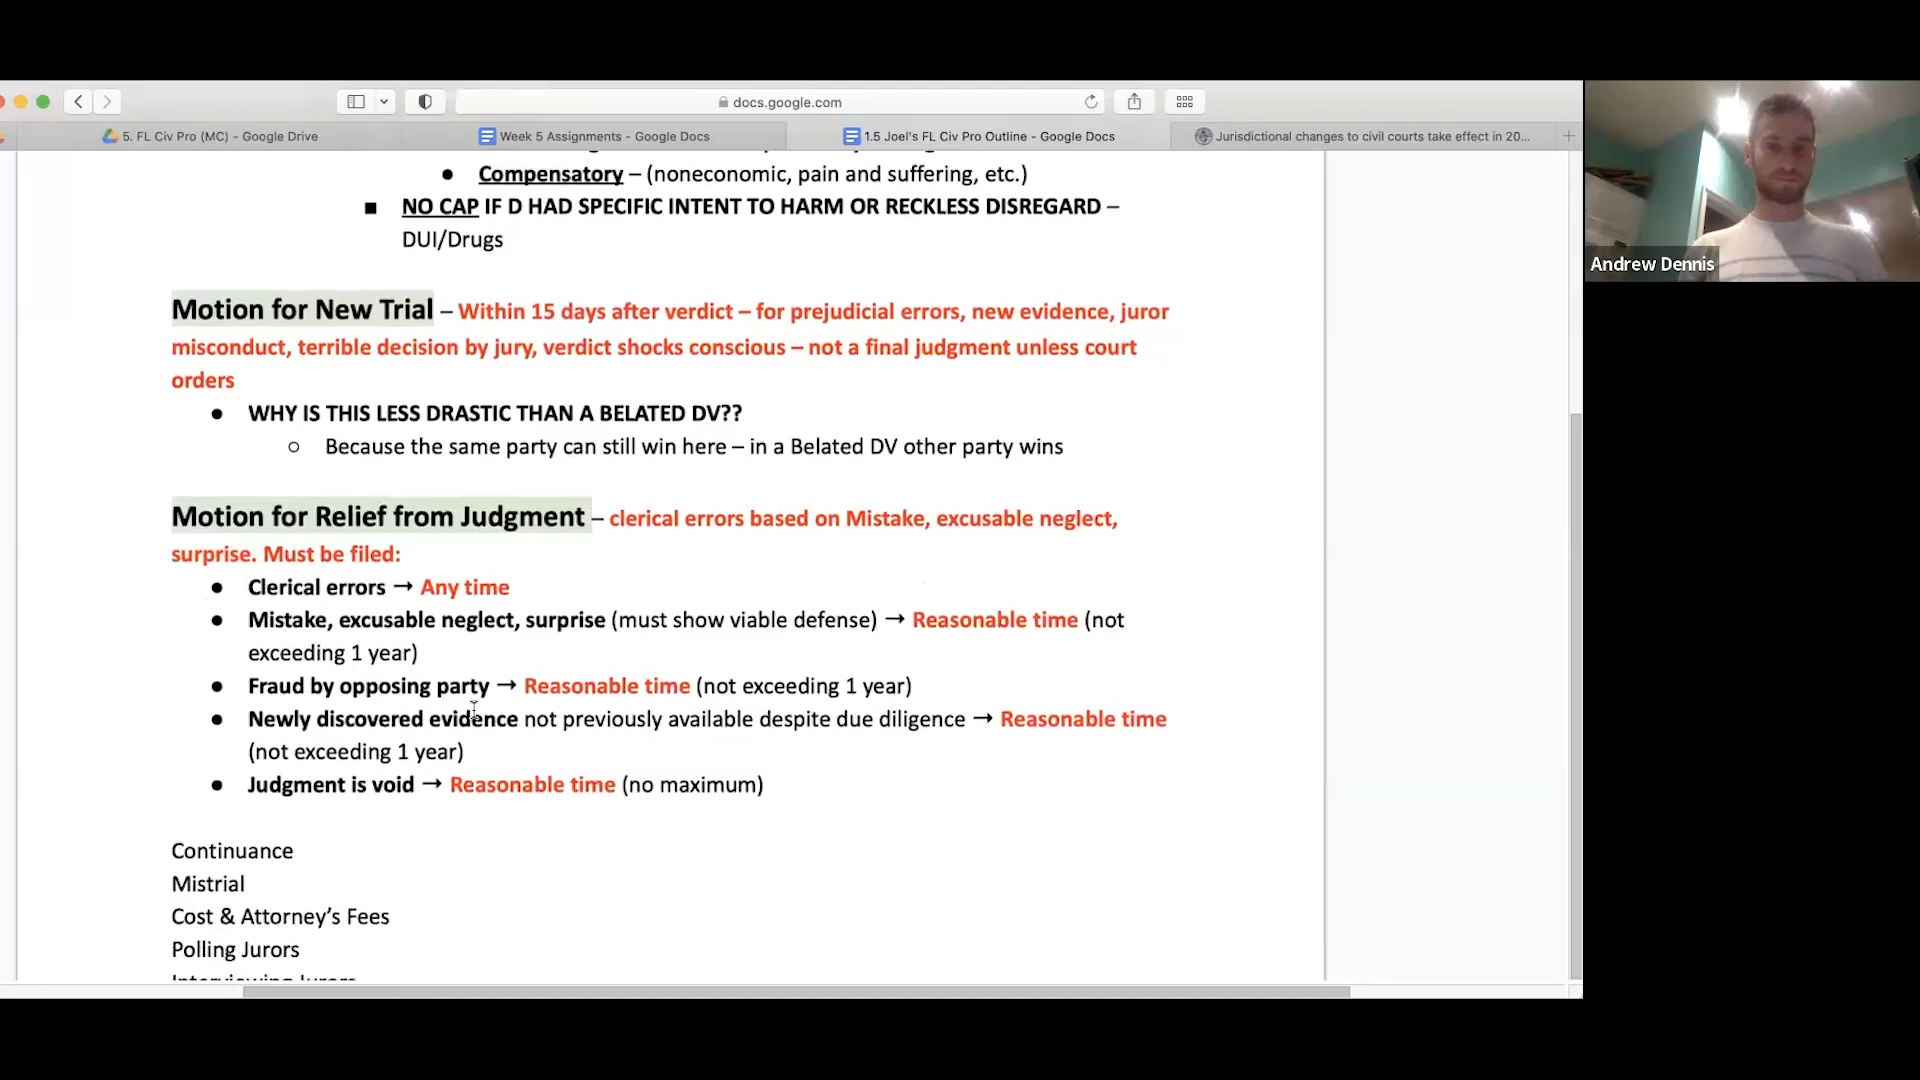 docs.google.com
5. FL Civ Pro (MC) - Google Drive
Week 5 Assignments - Google Docs
1.5 Joel's FL Civ Pro Outline - Google Docs
Jurisdictional changes to civil courts take effect in 20...
Andrew Dennis
● Compensatory – (noneconomic, pain and suffering, etc.)
■ NO CAP IF D HAD SPECIFIC INTENT TO HARM OR RECKLESS DISREGARD –
DUI/Drugs
Motion for New Trial – Within 15 days after verdict – for prejudicial errors, new evidence, juror
misconduct, terrible decision by jury, verdict shocks conscious – not a final judgment unless court
orders
● WHY IS THIS LESS DRASTIC THAN A BELATED DV??
○ Because the same party can still win here – in a Belated DV other party wins
Motion for Relief from Judgment – clerical errors based on Mistake, excusable neglect,
surprise. Must be filed:
● Clerical errors → Any time
● Mistake, excusable neglect, surprise (must show viable defense) → Reasonable time (not
exceeding 1 year)
● Fraud by opposing party → Reasonable time (not exceeding 1 year)
● Newly discovered evidence not previously available despite due diligence → Reasonable time
(not exceeding 1 year)
● Judgment is void → Reasonable time (no maximum)
Continuance
Mistrial
Cost & Attorney’s Fees
Polling Jurors
Interviewing Jurors